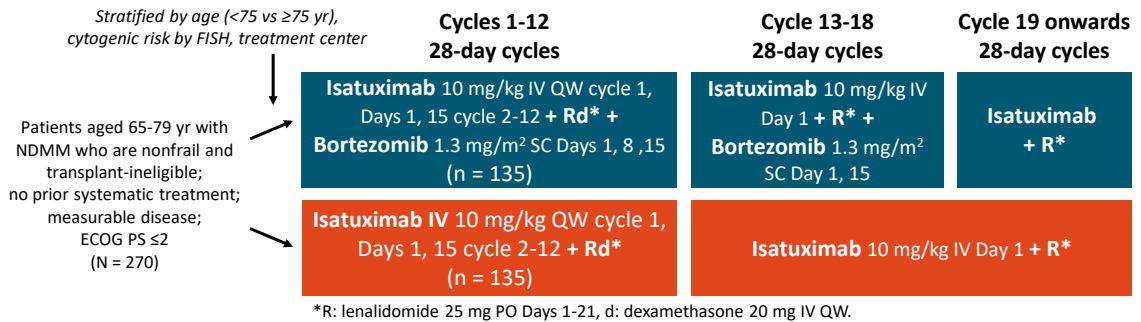 Stratified by age (<75 vs ≥75 yr),
cytogenic risk by FISH, treatment center
Cycles 1-12
28-day cycles
Cycle 13-18
28-day cycles
Cycle 19 onwards
28-day cycles
Patients aged 65-79 yr with
NDMM who are nonfrail and
transplant-ineligible;
no prior systematic treatment;
measurable disease;
ECOG PS ≤2
(N = 270)
Isatuximab 10 mg/kg IV QW cycle 1,
Days 1, 15 cycle 2-12 + Rd* +
Bortezomib 1.3 mg/m² SC Days 1, 8 ,15
(n = 135)
Isatuximab 10 mg/kg IV
Day 1 + R* +
Bortezomib 1.3 mg/m²
SC Day 1, 15
Isatuximab
+ R*
Isatuximab IV 10 mg/kg QW cycle 1,
Days 1, 15 cycle 2-12 + Rd*
(n = 135)
Isatuximab 10 mg/kg IV Day 1 + R*
*R: lenalidomide 25 mg PO Days 1-21, d: dexamethasone 20 mg IV QW.